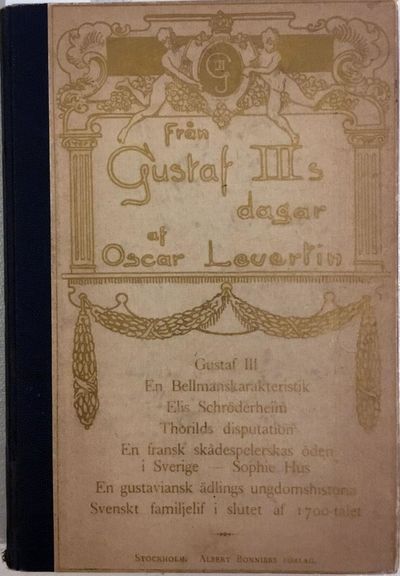 G III
från
Gustaf III s
dagar
af
Oscar Levertin
Gustaf III
En Bellmanskarakteristik
Elis Schröderheim
Thorilds disputation
En fransk skådespelerskas öden
i Sverige — Sophie Hus
En gustaviansk ädlings ungdomshistoria
Svenskt familjelif i slutet af 1700-talet
Stockholm. Albert Bonniers förlag.